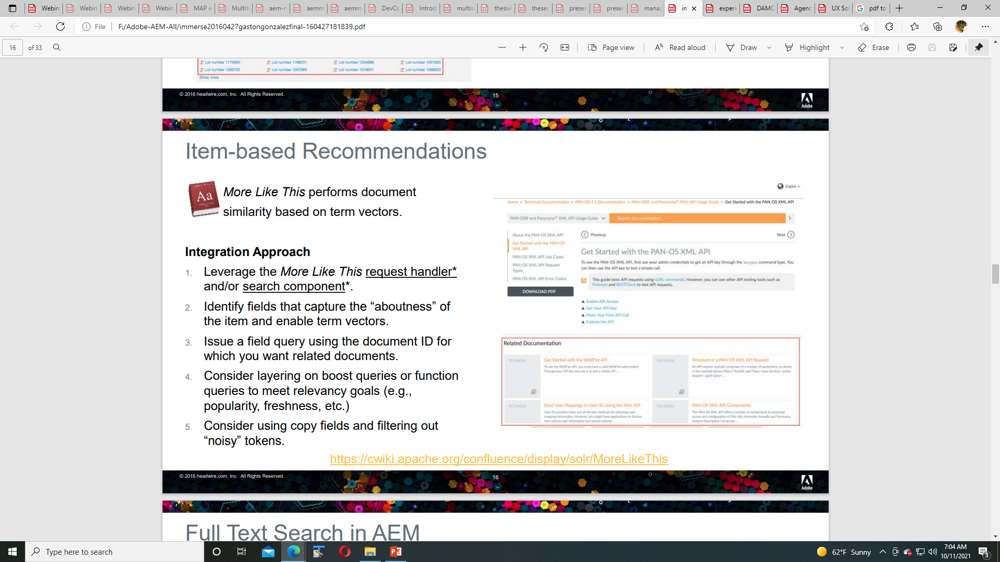 Webin
Webin
Webin
Webin
MAP e
Multit
aem-m
aemm
aemm
DevOp
Introd
multis
thesixl
thesec
presen
presen
manag
in
experi
DAMC
Agenc
UX Sol
pdf to
File
F:/Adobe-AEM-All/immerse20160427gastongonzalezfinal-160427181839.pdf
16 of 33
Page view
Read aloud
Draw
Highlight
Erase
Lot number 1170900 Lot number 1188231 Lot number 1224868 Lot number 1251933
Lot number 1260753 Lot number 1267665 Lot number 1318831 Lot number 1388833
Show more
© 2016 headwire.com, Inc. All Rights Reserved.
15
Adobe
Item-based Recommendations
Aa
More Like This performs document
similarity based on term vectors.
Integration Approach
1. Leverage the More Like This request handler*
and/or search component*.
2. Identify fields that capture the “aboutness” of
the item and enable term vectors.
3. Issue a field query using the document ID for
which you want related documents.
4. Consider layering on boost queries or function
queries to meet relevancy goals (e.g.,
popularity, freshness, etc.)
5. Consider using copy fields and filtering out
“noisy” tokens.
English »
Home > Technical Documentation > PAN-OS 7.1 Documentation > PAN-OS® and Panorama™ XML API Usage Guide > Get Started with the PAN-OS XML API
PAN-OS® and Panorama™ XML API Usage Guide
Search documentation...
About the PAN-OS XML API
Get Started with the PAN-OS
XML API
PAN-OS XML API Use Cases
PAN-OS XML API Request
Types
PAN-OS XML API Error Codes
DOWNLOAD PDF
Previous
Next
Get Started with the PAN-OS XML API
To use the PAN-OS XML API, first use your admin credentials to get an API key through the keygen command type. You
can then use the API key to test a simple call.
This guide tests API requests using cURL commands. However, you can use other API testing tools such as
Postman and RESTClient to test API requests.
▲ Enable API Access
▲ Get Your API Key
▲ Make Your First API Call
▲ Explore the API
Related Documentation
TECHDOCS
Get Started with the WildFire API
To use the WildFire API, you must have a valid WildFire subscription.
First get your API key and use it to test a simple API ...
TECHDOCS
Structure of a PAN-OS XML API Request
An API request typically comprises of a number of parameters, as shown
in the example below: https:// firewall /api/?type= type &action= action
&xpath= xpath &key= ...
TECHDOCS
Send User Mappings to User-ID Using the XML API
User-ID provides many out-of-the-box methods for obtaining user
mapping information. However, you might have applications or devices
that capture user information but cannot natively ...
TECHDOCS
PAN-OS XML API Components
The PAN-OS XML API offers a number of components to automate
access and configuration of Palo Alto Networks firewalls and Panorama.
Feature Description Full access ...
https://cwiki.apache.org/confluence/display/solr/MoreLikeThis
© 2016 headwire.com, Inc. All Rights Reserved.
16
Adobe
Full Text Search in AEM
Type here to search
62°F Sunny
7:04 AM
10/11/2021
3